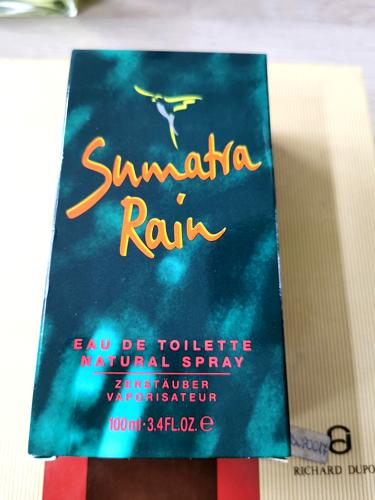 Sumatra
Rain
EAU DE TOILETTE
NATURAL SPRAY
ZERSTÄUBER
VAPORISATEUR
100ml·3.4FL.OZ. ℮
RICHARD DUPO